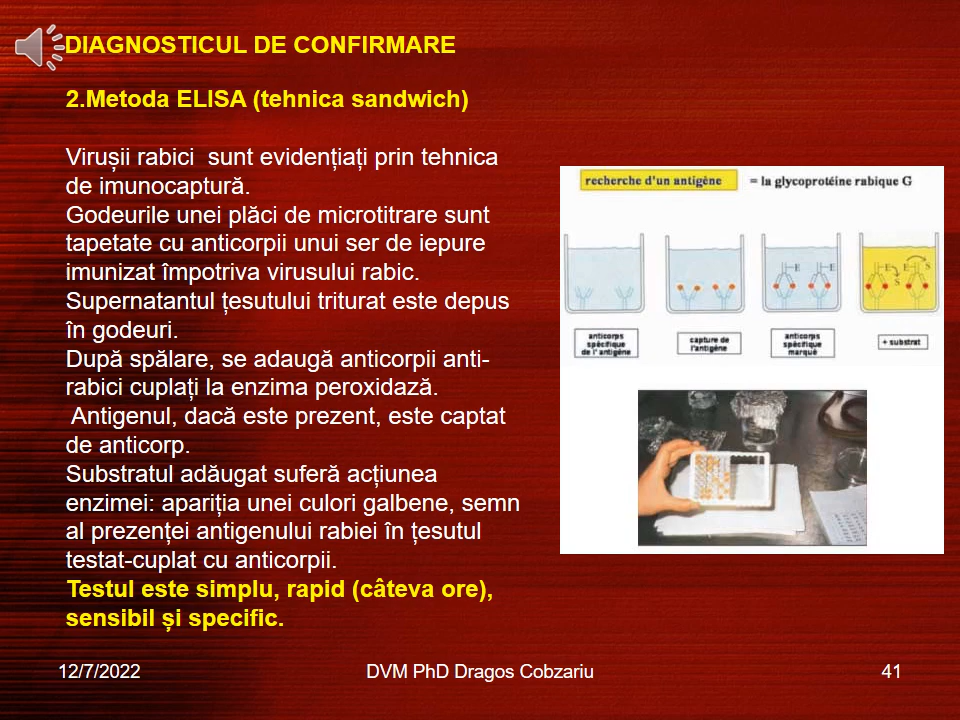 DIAGNOSTICUL DE CONFIRMARE
2.Metoda ELISA (tehnica sandwich)
Virușii rabici sunt evidențiați prin tehnica
de imunocaptură.
Godeurile unei plăci de microtitrare sunt
tapetate cu anticorpii unui ser de iepure
imunizat împotriva virusului rabic.
Supernatantul țesutului triturat este depus
în godeuri.
După spălare, se adaugă anticorpii anti-
rabici cuplați la enzima peroxidază.
Antigenul, dacă este prezent, este captat
de anticorp.
Substratul adăugat suferă acțiunea
enzimei: apariția unei culori galbene, semn
al prezenței antigenului rabiei în țesutul
testat-cuplat cu anticorpii.
Testul este simplu, rapid (câteva ore),
sensibil și specific.
recherche d'un antigène = la glycoprotéine rabique G
E E E E
S S
anticorps
spécifique
de l' antigène
capture de
l'antigène
anticorps
spécifique
marqué
+ substrat
12/7/2022 DVM PhD Dragos Cobzariu 41